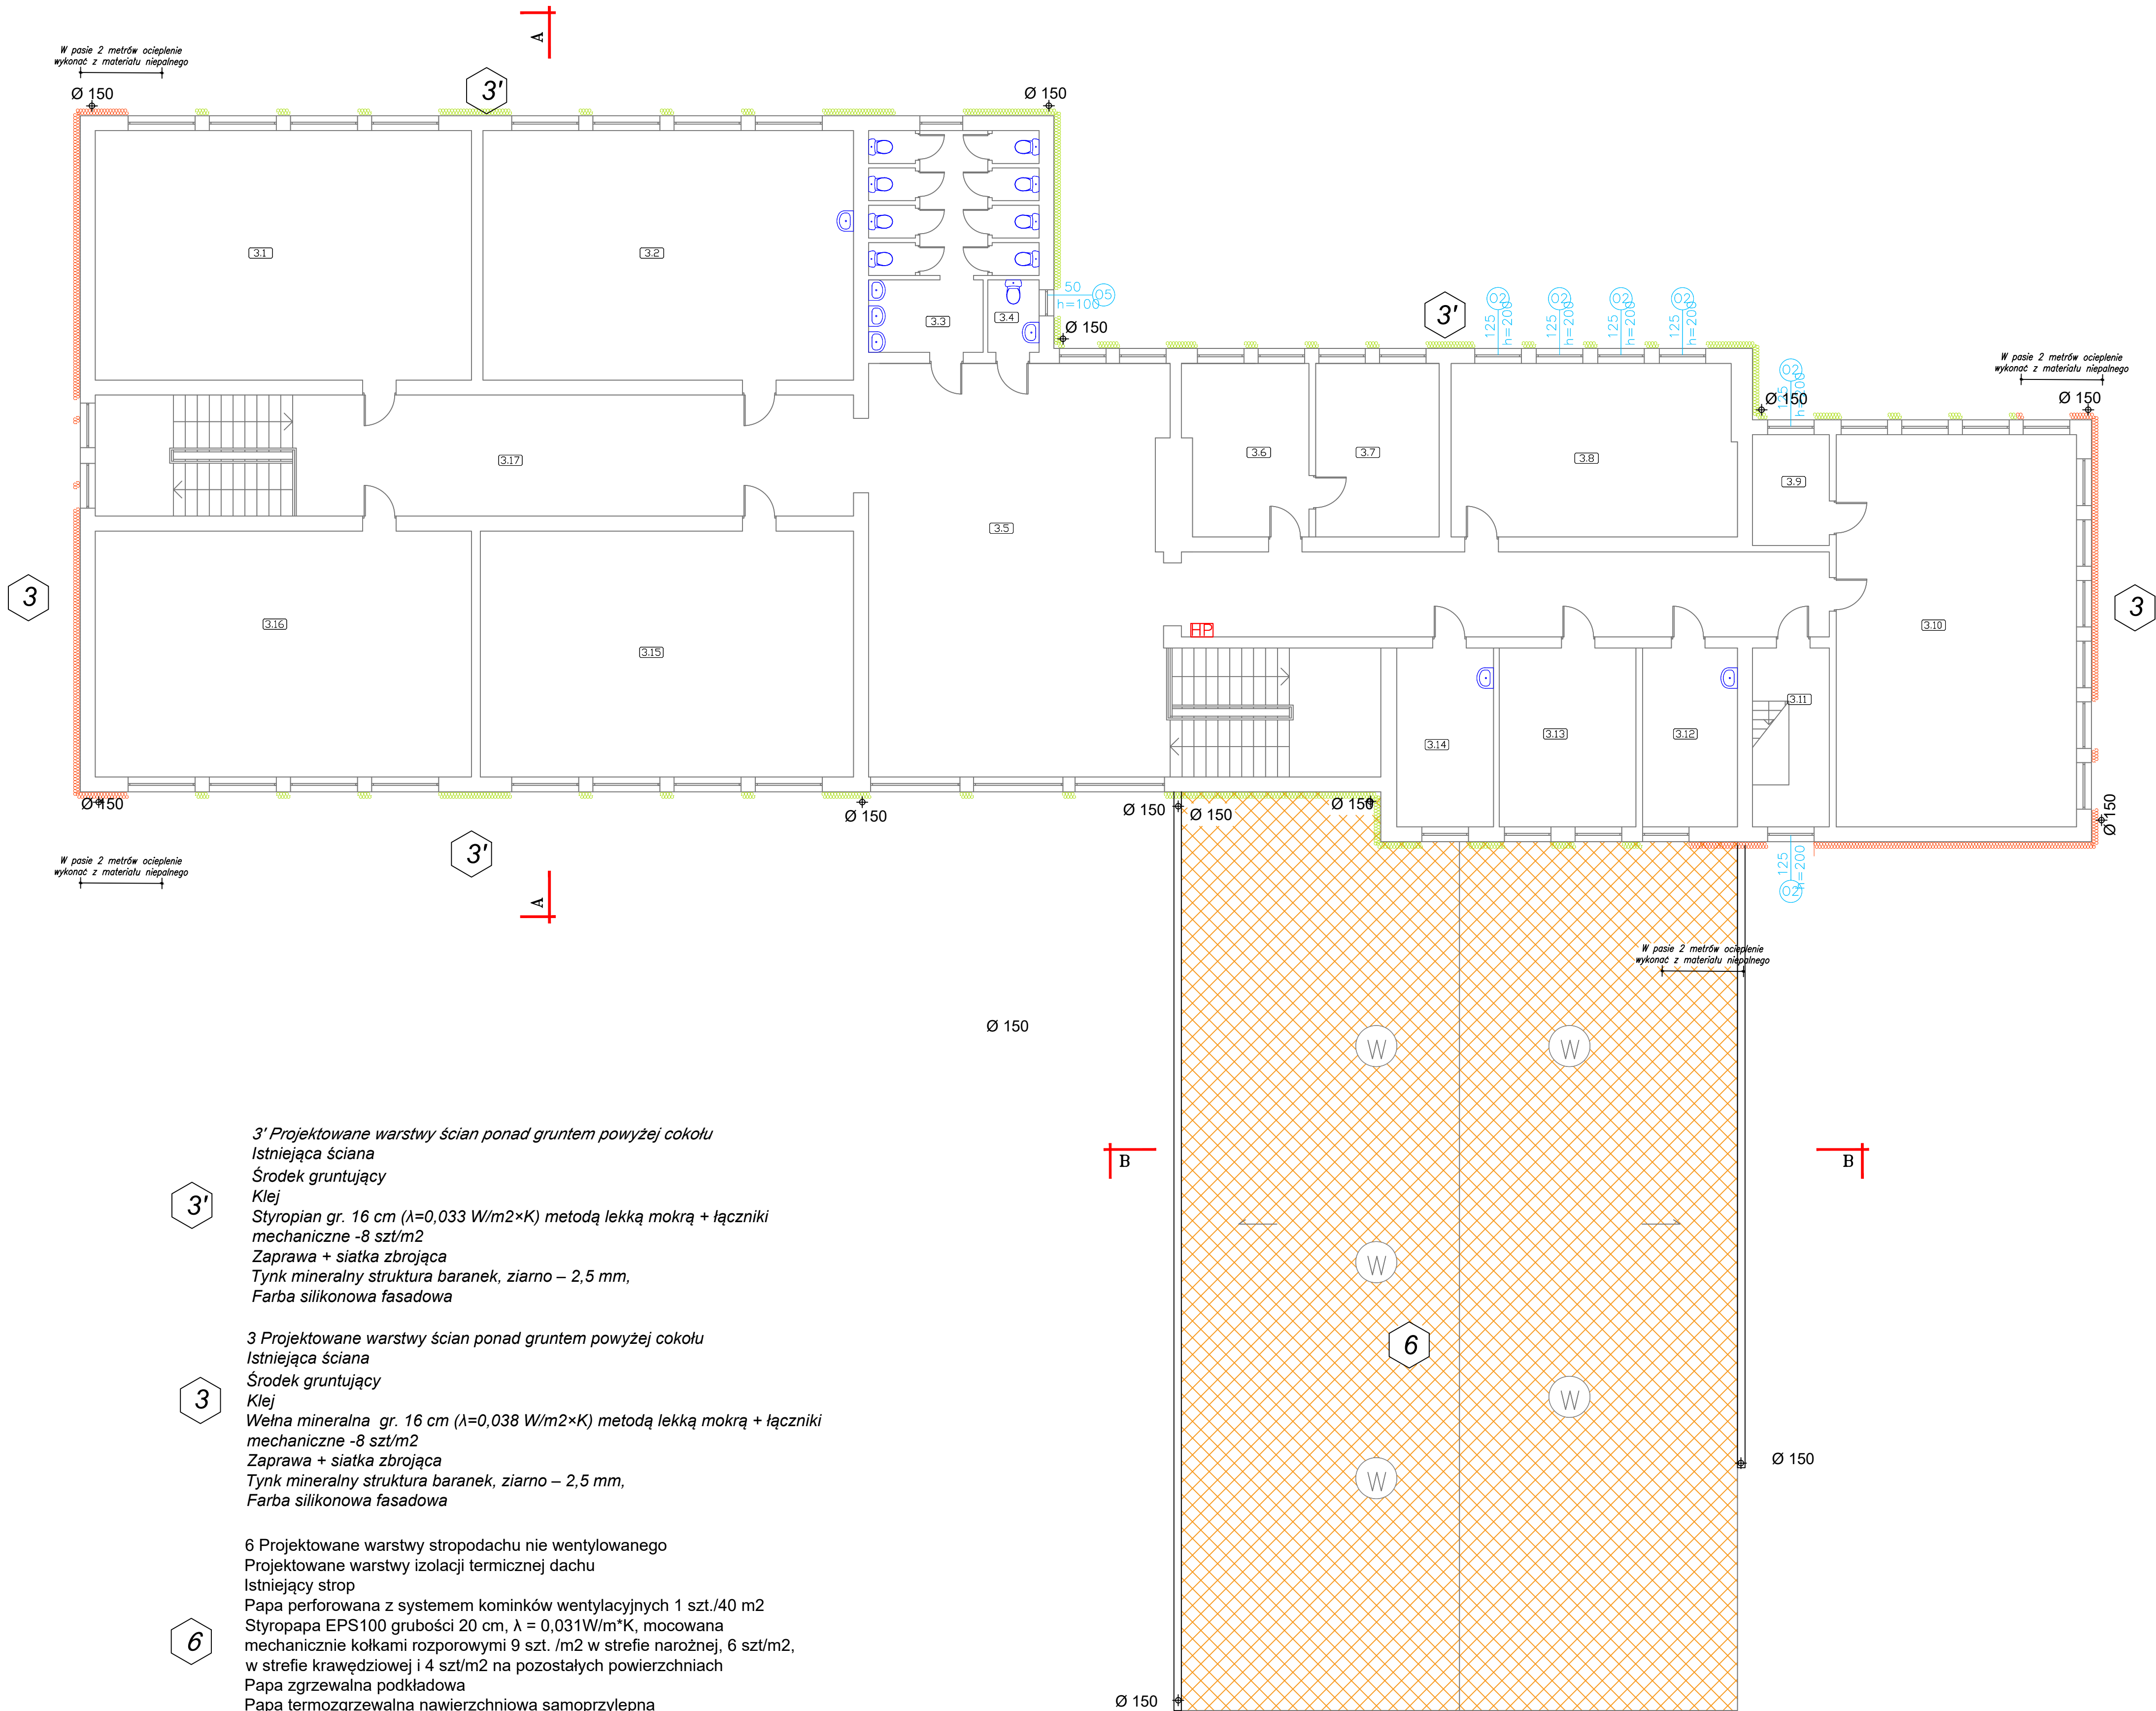 A
W pasie 2 metrów ocieplenie
wykonać z materiału niepalnego
3'
Ø 150
Ø 150
3.1
3.2
50
h=100
O5
3.3
3.4
Ø 150
3'
O2
125
h=200
O2
125
h=200
O2
125
h=200
O2
125
h=200
O2
125
h=200
W pasie 2 metrów ocieplenie
wykonać z materiału niepalnego
Ø 150
Ø 150
3.17
3.6
3.7
3.8
3.9
3.5
3
3.16
3.15
HP
3.10
3
3.11
3.14
3.13
3.12
Ø 150
Ø 150
Ø 150
Ø 150
Ø 150
Ø 150
3'
W pasie 2 metrów ocieplenie
wykonać z materiału niepalnego
A
125
h=200
O2
W pasie 2 metrów ocieplenie
wykonać z materiału niepalnego
Ø 150
W
W
B
B
W
6
W
W
Ø 150
Ø 150
3'
3' Projektowane warstwy ścian ponad gruntem powyżej cokołu
Istniejąca ściana
Środek gruntujący
Klej
Styropian gr. 16 cm (λ=0,033 W/m2×K) metodą lekką mokrą + łączniki
mechaniczne -8 szt/m2
Zaprawa + siatka zbrojąca
Tynk mineralny struktura baranek, ziarno – 2,5 mm,
Farba silikonowa fasadowa
3
3 Projektowane warstwy ścian ponad gruntem powyżej cokołu
Istniejąca ściana
Środek gruntujący
Klej
Wełna mineralna  gr. 16 cm (λ=0,038 W/m2×K) metodą lekką mokrą + łączniki
mechaniczne -8 szt/m2
Zaprawa + siatka zbrojąca
Tynk mineralny struktura baranek, ziarno – 2,5 mm,
Farba silikonowa fasadowa
6
6 Projektowane warstwy stropodachu nie wentylowanego
Projektowane warstwy izolacji termicznej dachu
Istniejący strop
Papa perforowana z systemem kominków wentylacyjnych 1 szt./40 m2
Styropapa EPS100 grubości 20 cm, λ = 0,031W/m*K, mocowana
mechanicznie kołkami rozporowymi 9 szt. /m2 w strefie narożnej, 6 szt/m2,
w strefie krawędziowej i 4 szt/m2 na pozostałych powierzchniach
Papa zgrzewalna podkładowa
Papa termozgrzewalna nawierzchniowa samoprzylepna